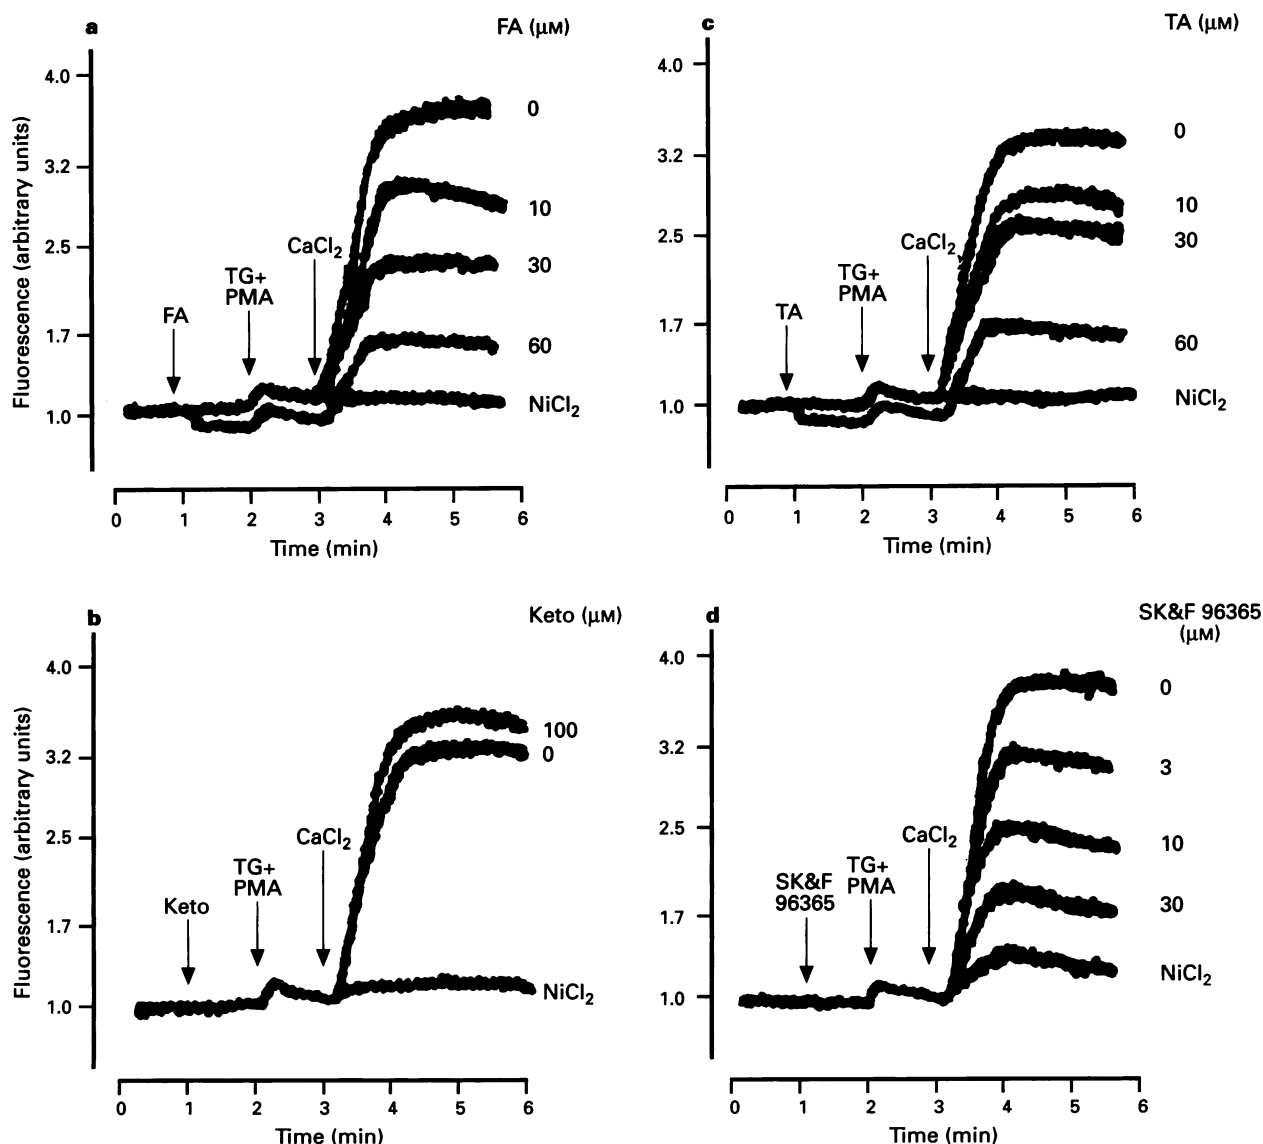 a
FA (μM)
4.0
3.2
2.5
1.7
1.0
Fluorescence (arbitrary units)
FA
TG+
PMA
CaCl₂
0
10
30
60
NiCl₂
0 1 2 3 4 5 6
Time (min)
c
TA (μM)
4.0
3.2
2.5
1.7
1.0
TA
TG+
PMA
CaCl₂
0
10
30
60
NiCl₂
0 1 2 3 4 5 6
Time (min)
b
Keto (μM)
4.0
3.2
2.5
1.7
1.0
Fluorescence (arbitrary units)
Keto
TG+
PMA
CaCl₂
100
0
NiCl₂
0 1 2 3 4 5 6
Time (min)
d
SK&F 96365
(μM)
4.0
3.2
2.5
1.7
1.0
SK&F
96365
TG+
PMA
CaCl₂
0
3
10
30
NiCl₂
0 1 2 3 4 5 6
Time (min)